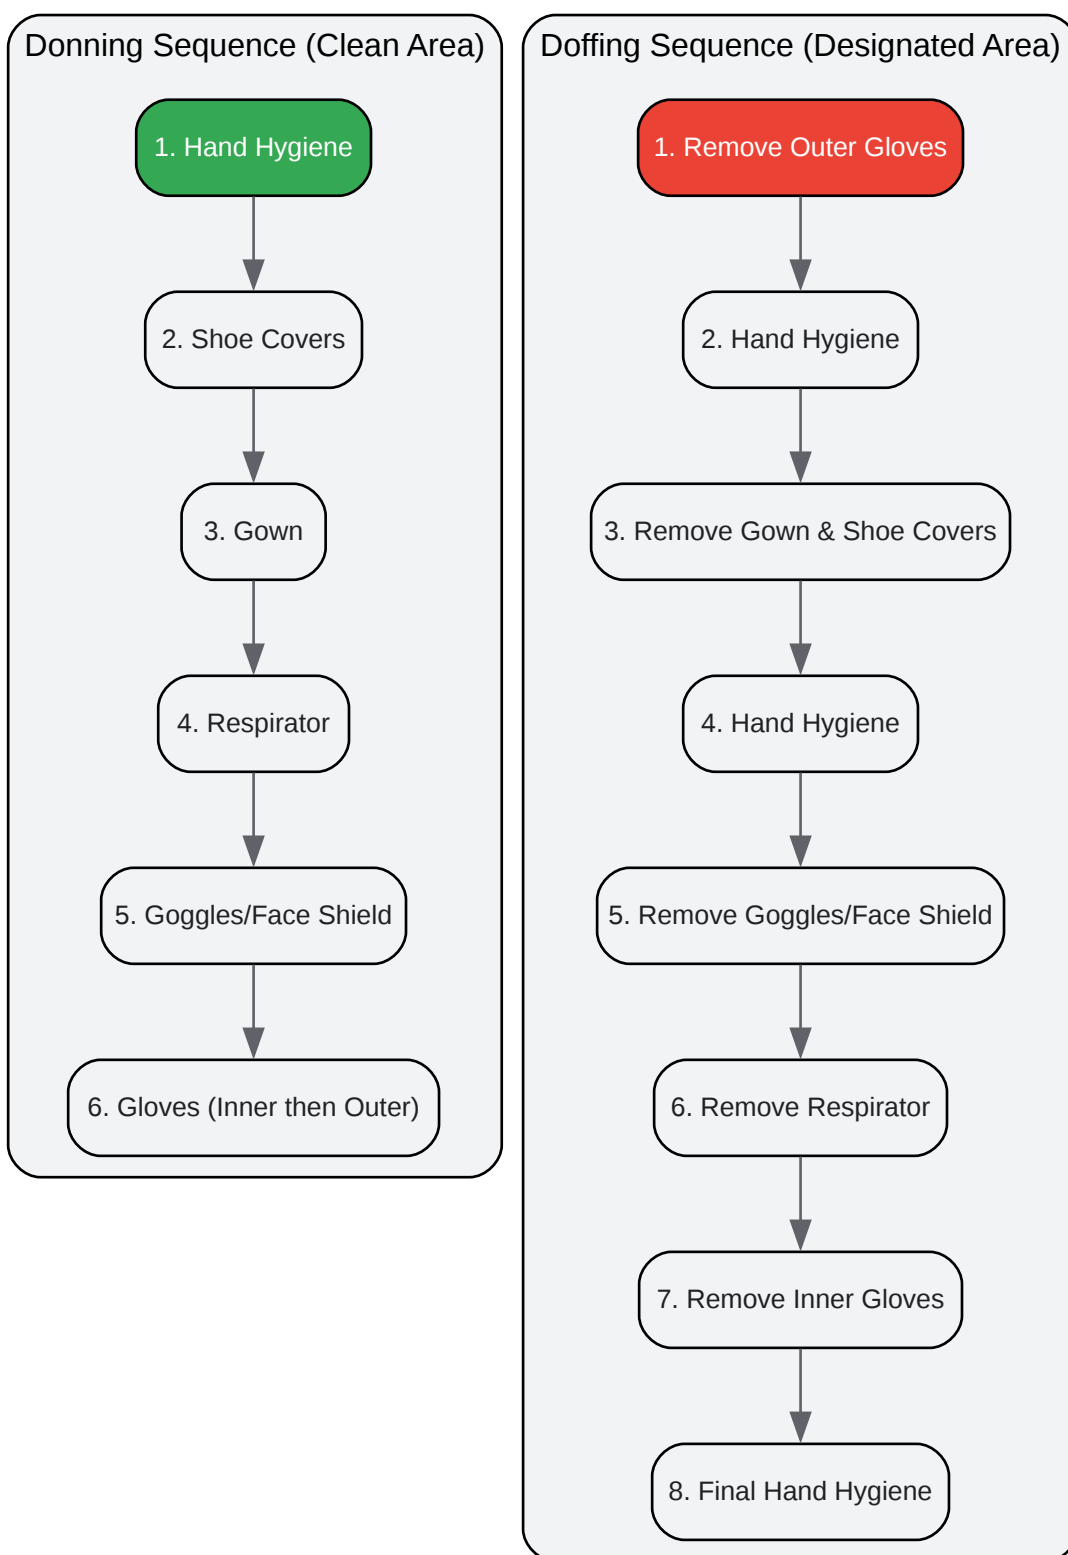 Donning Sequence (Clean Area)
1. Hand Hygiene
2. Shoe Covers
3. Gown
4. Respirator
5. Goggles/Face Shield
6. Gloves (Inner then Outer)
Doffing Sequence (Designated Area)
1. Remove Outer Gloves
2. Hand Hygiene
3. Remove Gown & Shoe Covers
4. Hand Hygiene
5. Remove Goggles/Face Shield
6. Remove Respirator
7. Remove Inner Gloves
8. Final Hand Hygiene